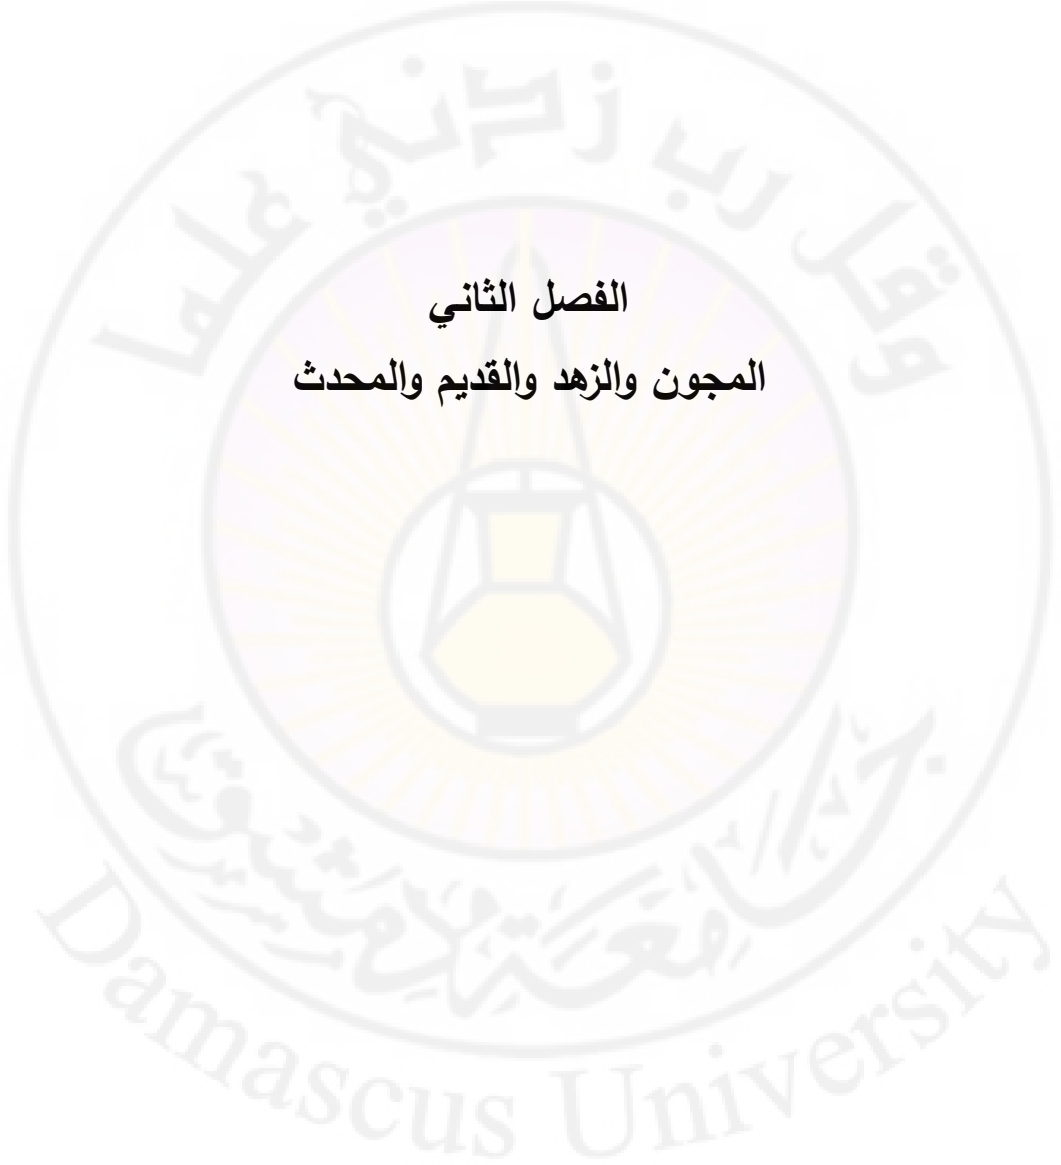 وقل رب زدني علما
الفصل الثاني
المجون والزهد والقديم والمحدث
جامعة دمشق
Damascus University